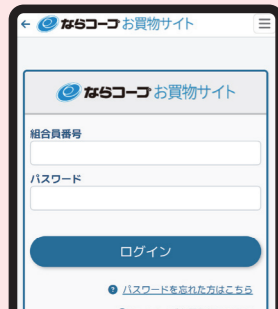 ならコープお買物サイト
ならコープお買物サイト
組合員番号
パスワード
ログイン
パスワードを忘れた方はこちら